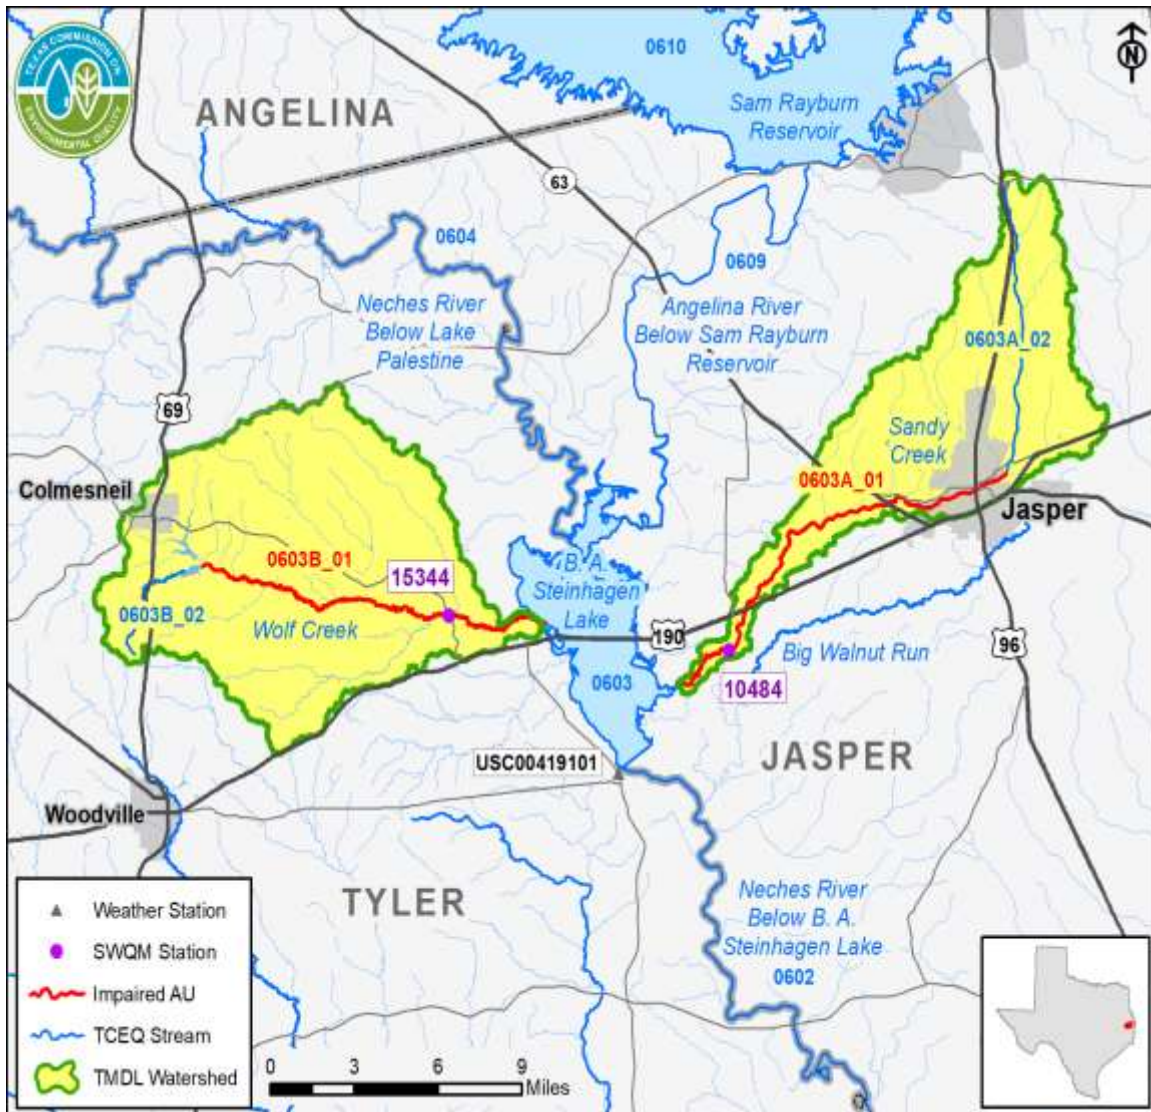 TEXAS COMMISSION ON
ENVIRONMENTAL QUALITY
0610
N
ANGELINA
Sam Rayburn
Reservoir
63
0604
0609
Neches River
Below Lake
Palestine
Angelina River
Below Sam Rayburn
Reservoir
0603A_02
69
Sandy
Creek
Colmesneil
0603A_01
Jasper
0603B_01
15344
B. A.
Steinhagen
Lake
0603B_02
Wolf Creek
190
96
Big Walnut Run
0603
10484
USC00419101
JASPER
Woodville
TYLER
Neches River
Below B. A.
Steinhagen Lake
0602
Weather Station
SWQM Station
Impaired AU
TCEQ Stream
TMDL Watershed
0 3 6 9
Miles